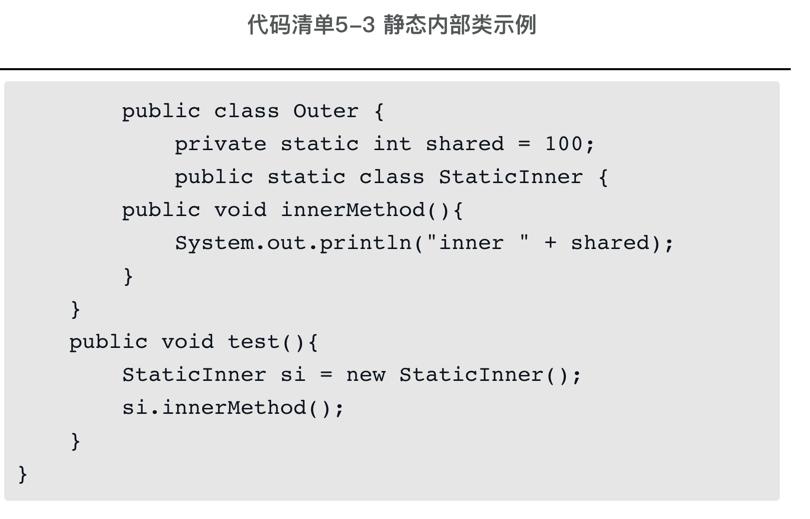 代码清单5-3 静态内部类示例
public class Outer {
private static int shared = 100;
public static class StaticInner {
public void innerMethod(){
System.out.println("inner " + shared);
}
}
public void test(){
StaticInner si = new StaticInner();
si.innerMethod();
}
}